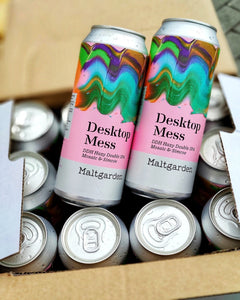 Desktop
Mess
DDH Hazy Double IPA
Mosaic & Simcoe
Maltgarden
Desktop
Mess
DDH Hazy Double IPA
Mosaic & Simcoe
Maltgarden